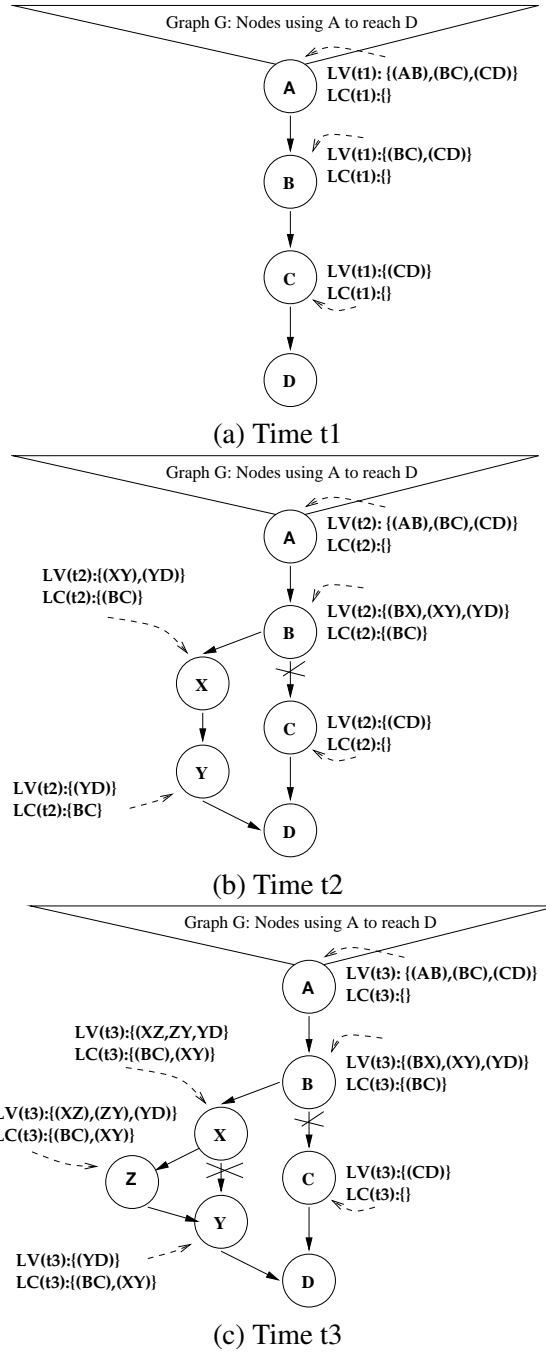 Graph G: Nodes using A to reach D
A
LV(t1): {(AB),(BC),(CD)}
LC(t1):{}
B
LV(t1):{(BC),(CD)}
LC(t1):{}
C
LV(t1):{(CD)}
LC(t1):{}
D
(a) Time t1
Graph G: Nodes using A to reach D
A
LV(t2): {(AB),(BC),(CD)}
LC(t2):{}
LV(t2):{(XY),(YD)}
LC(t2):{(BC)}
B
LV(t2):{(BX),(XY),(YD)}
LC(t2):{(BC)}
X
C
LV(t2):{(CD)}
LC(t2):{}
Y
LV(t2):{(YD)}
LC(t2):{BC}
D
(b) Time t2
Graph G: Nodes using A to reach D
A
LV(t3): {(AB),(BC),(CD)}
LC(t3):{}
LV(t3):{(XZ,ZY,YD}
LC(t3):{(BC),(XY)}
B
LV(t3):{(BX),(XY),(YD)}
LC(t3):{(BC)}
LV(t3):{(XZ),(ZY),(YD)}
LC(t3):{(BC),(XY)}
X
Z
C
LV(t3):{(CD)}
LC(t3):{}
Y
LV(t3):{(YD)}
LC(t3):{(BC),(XY)}
D
(c) Time t3